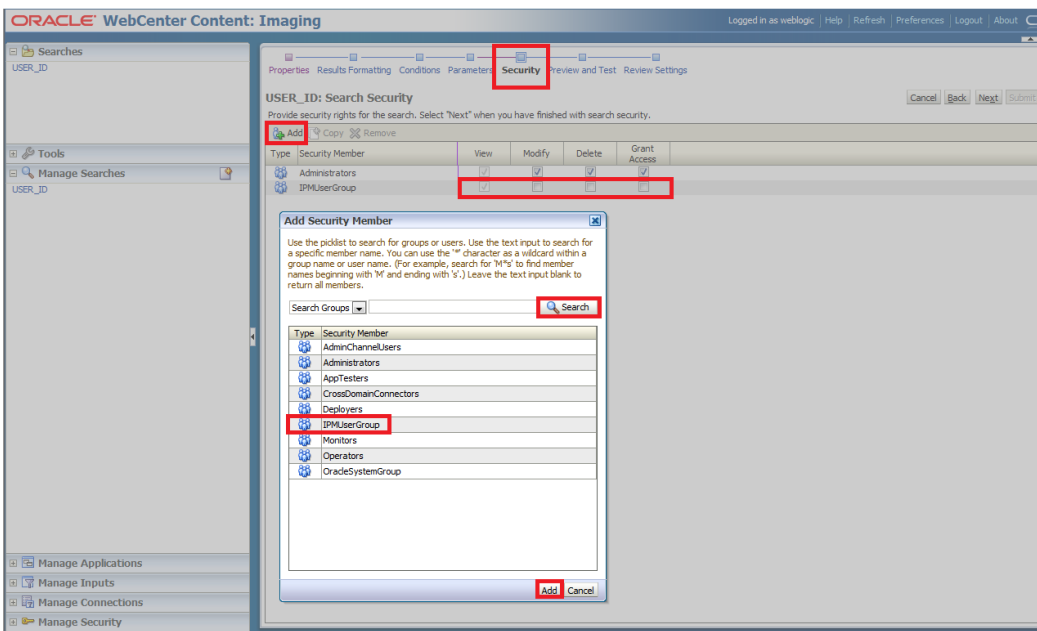 ORACLE WebCenter Content: Imaging
Logged in as weblogic | Help | Refresh | Preferences | Logout | About
Searches
USER_ID
Tools
Manage Searches
USER_ID
Manage Applications
Manage Inputs
Manage Connections
Manage Security
Properties Results Formatting Conditions Parameters Security Preview and Test Review Settings
USER_ID: Search Security
Cancel Back Next Submit
Provide security rights for the search. Select "Next" when you have finished with search security.
Add Copy Remove
Type Security Member View Modify Delete Grant
Access
Administrators
IPMUserGroup
Add Security Member
Use the picklist to search for groups or users. Use the text input to search for
a specific member name. You can use the '*' character as a wildcard within a
group name or user name. (For example, search for 'M*s' to find member
names beginning with 'M' and ending with 's'.) Leave the text input blank to
return all members.
Search Groups Search
Type Security Member
AdminChannelUsers
Administrators
AppTesters
CrossDomainConnectors
Deployers
IPMUserGroup
Monitors
Operators
OracleSystemGroup
Add Cancel